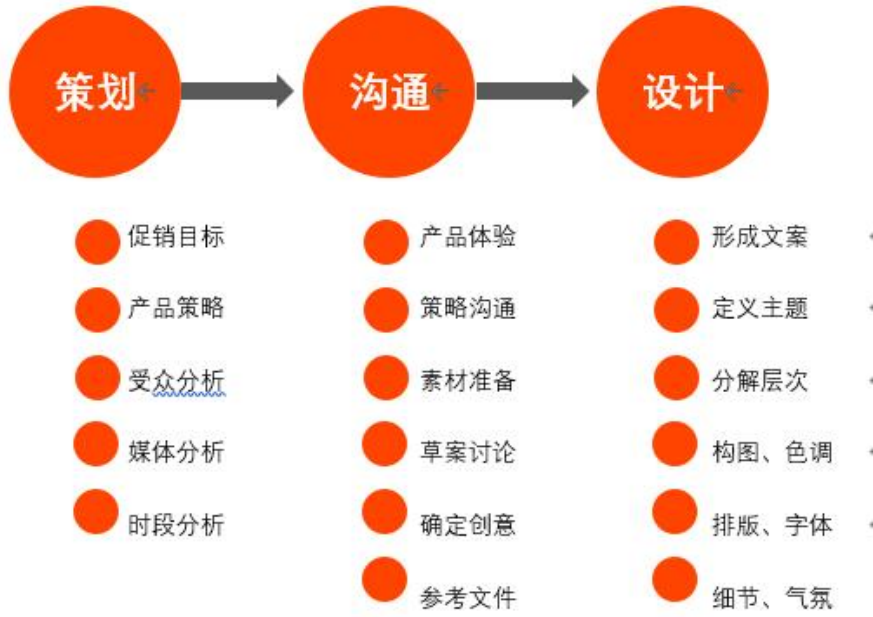 策划
沟通
设计
促销目标
产品策略
受众分析
媒体分析
时段分析
产品体验
策略沟通
素材准备
草案讨论
确定创意
参考文件
形成文案
定义主题
分解层次
构图、色调
排版、字体
细节、气氛